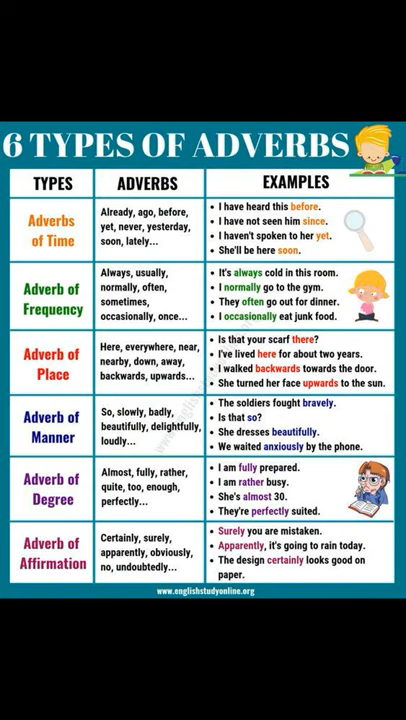 6 TYPES OF ADVERBS
TYPES
ADVERBS
EXAMPLES
Adverbs
of Time
Already, ago, before,
yet, never, yesterday,
soon, lately...
• I have heard this before.
• I have not seen him since.
• I haven't spoken to her yet.
• She'll be here soon.
Adverb of
Frequency
Always, usually,
normally, often,
sometimes,
occasionally, once...
• It's always cold in this room.
• I normally go to the gym.
• They often go out for dinner.
• I occasionally eat junk food.
Adverb of
Place
Here, everywhere, near,
nearby, down, away,
backwards, upwards...
• Is that your scarf there?
• I've lived here for about two years.
• I walked backwards towards the door.
• She turned her face upwards to the sun.
Adverb of
Manner
So, slowly, badly,
beautifully, delightfully,
loudly...
• The soldiers fought bravely.
• Is that so?
• She dresses beautifully.
• We waited anxiously by the phone.
Adverb of
Degree
Almost, fully, rather,
quite, too, enough,
perfectly...
• I am fully prepared.
• I am rather busy.
• She's almost 30.
• They're perfectly suited.
Adverb of
Affirmation
Certainly, surely,
apparently, obviously,
no, undoubtedly...
• Surely you are mistaken.
• Apparently, it's going to rain today.
• The design certainly looks good on
paper.
www.englishstudyonline.org